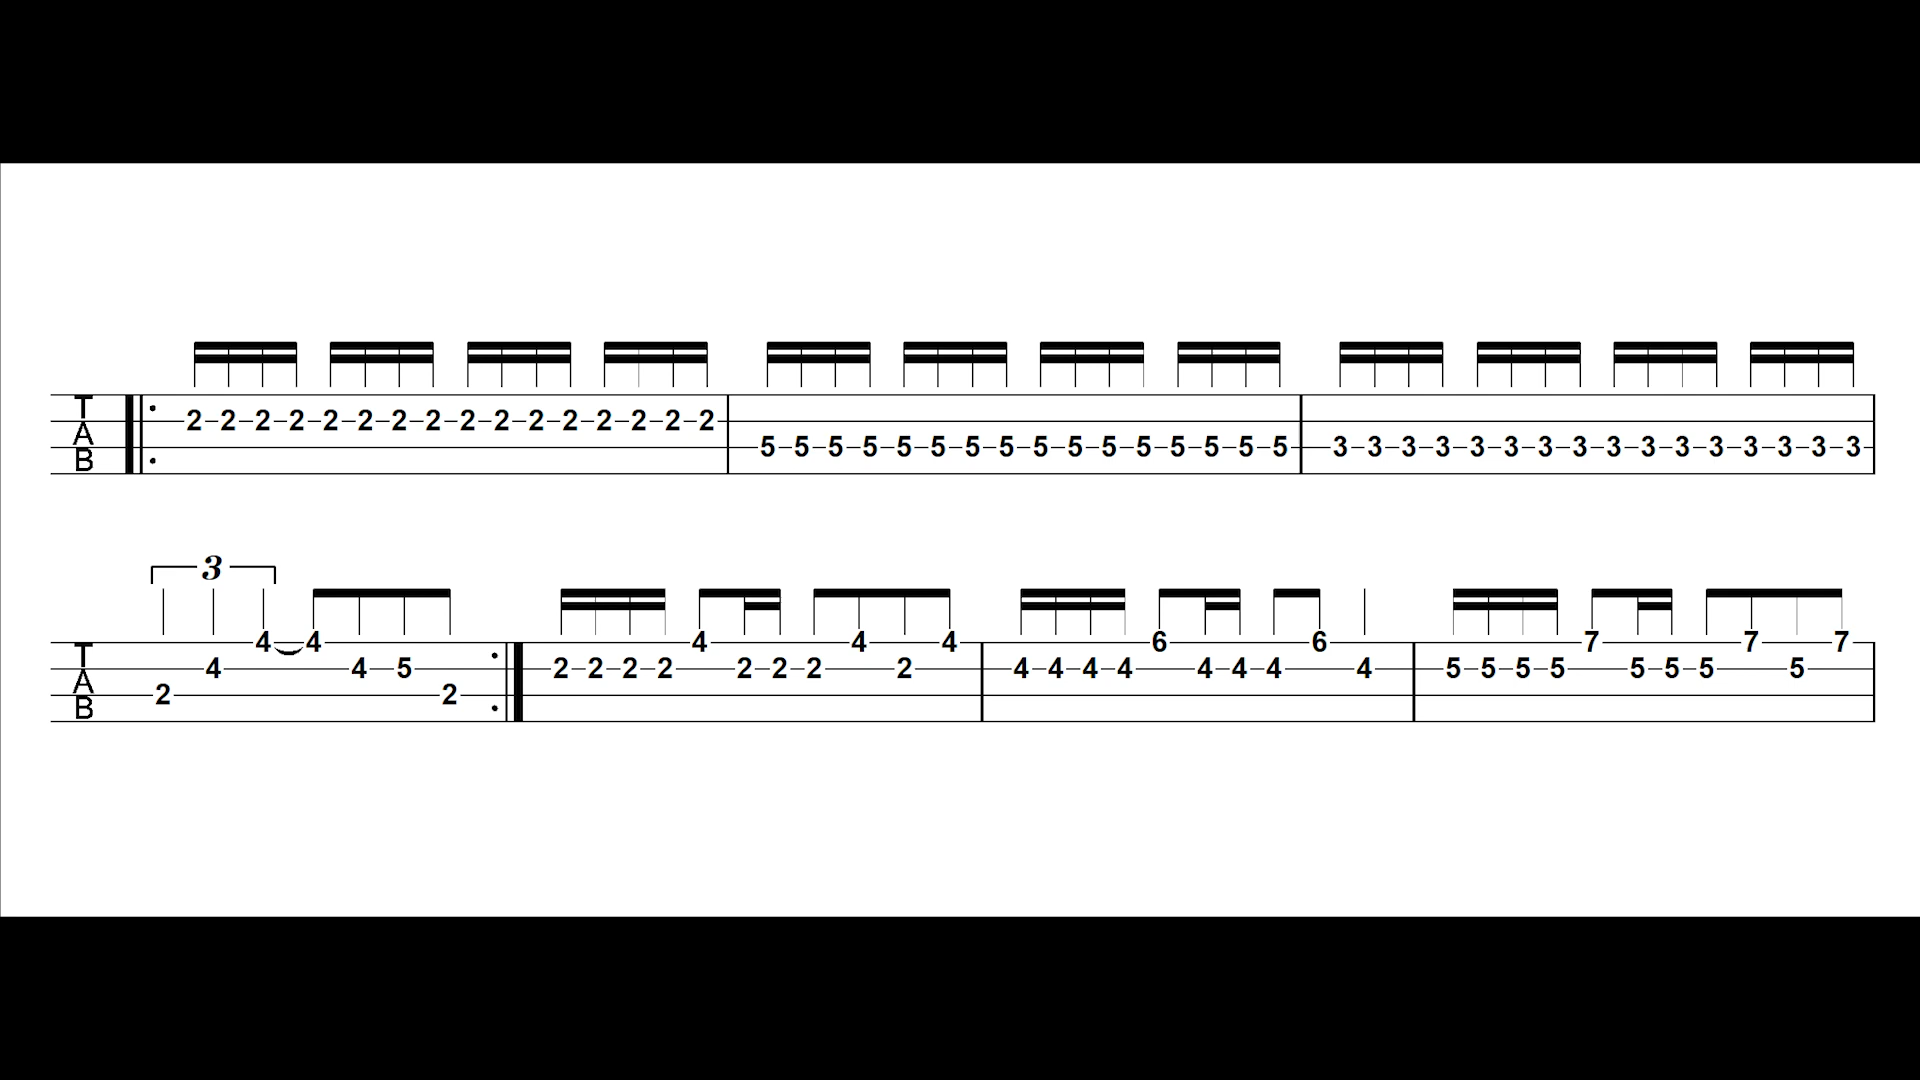 T 2 2 2 2 2 2 2 2 2 2 2 2 2 2 2 2
A 5 5 5 5 5 5 5 5 5 5 5 5 5 5 5 5 3 3 3 3 3 3 3 3 3 3 3 3 3 3 3 3
B
3
T 4 4 4 4 4 6 6 7 7 7
A 4 4 5 2 2 2 2 2 2 2 2 4 4 4 4 4 4 4 4 5 5 5 5 5 5 5 5
B 2 2